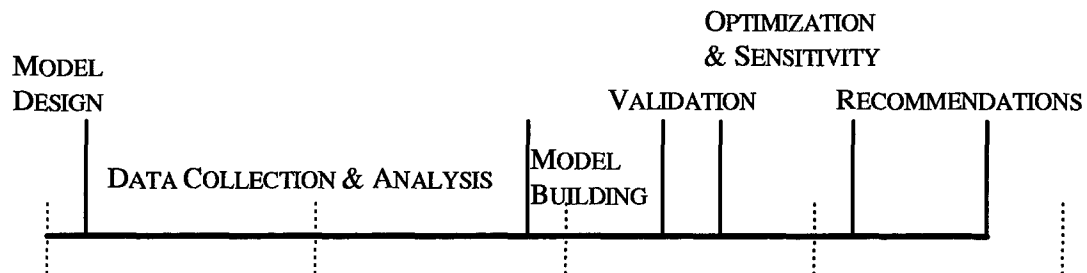 MODEL
DESIGN
DATA COLLECTION & ANALYSIS
MODEL
BUILDING
VALIDATION
OPTIMIZATION
& SENSITIVITY
RECOMMENDATIONS